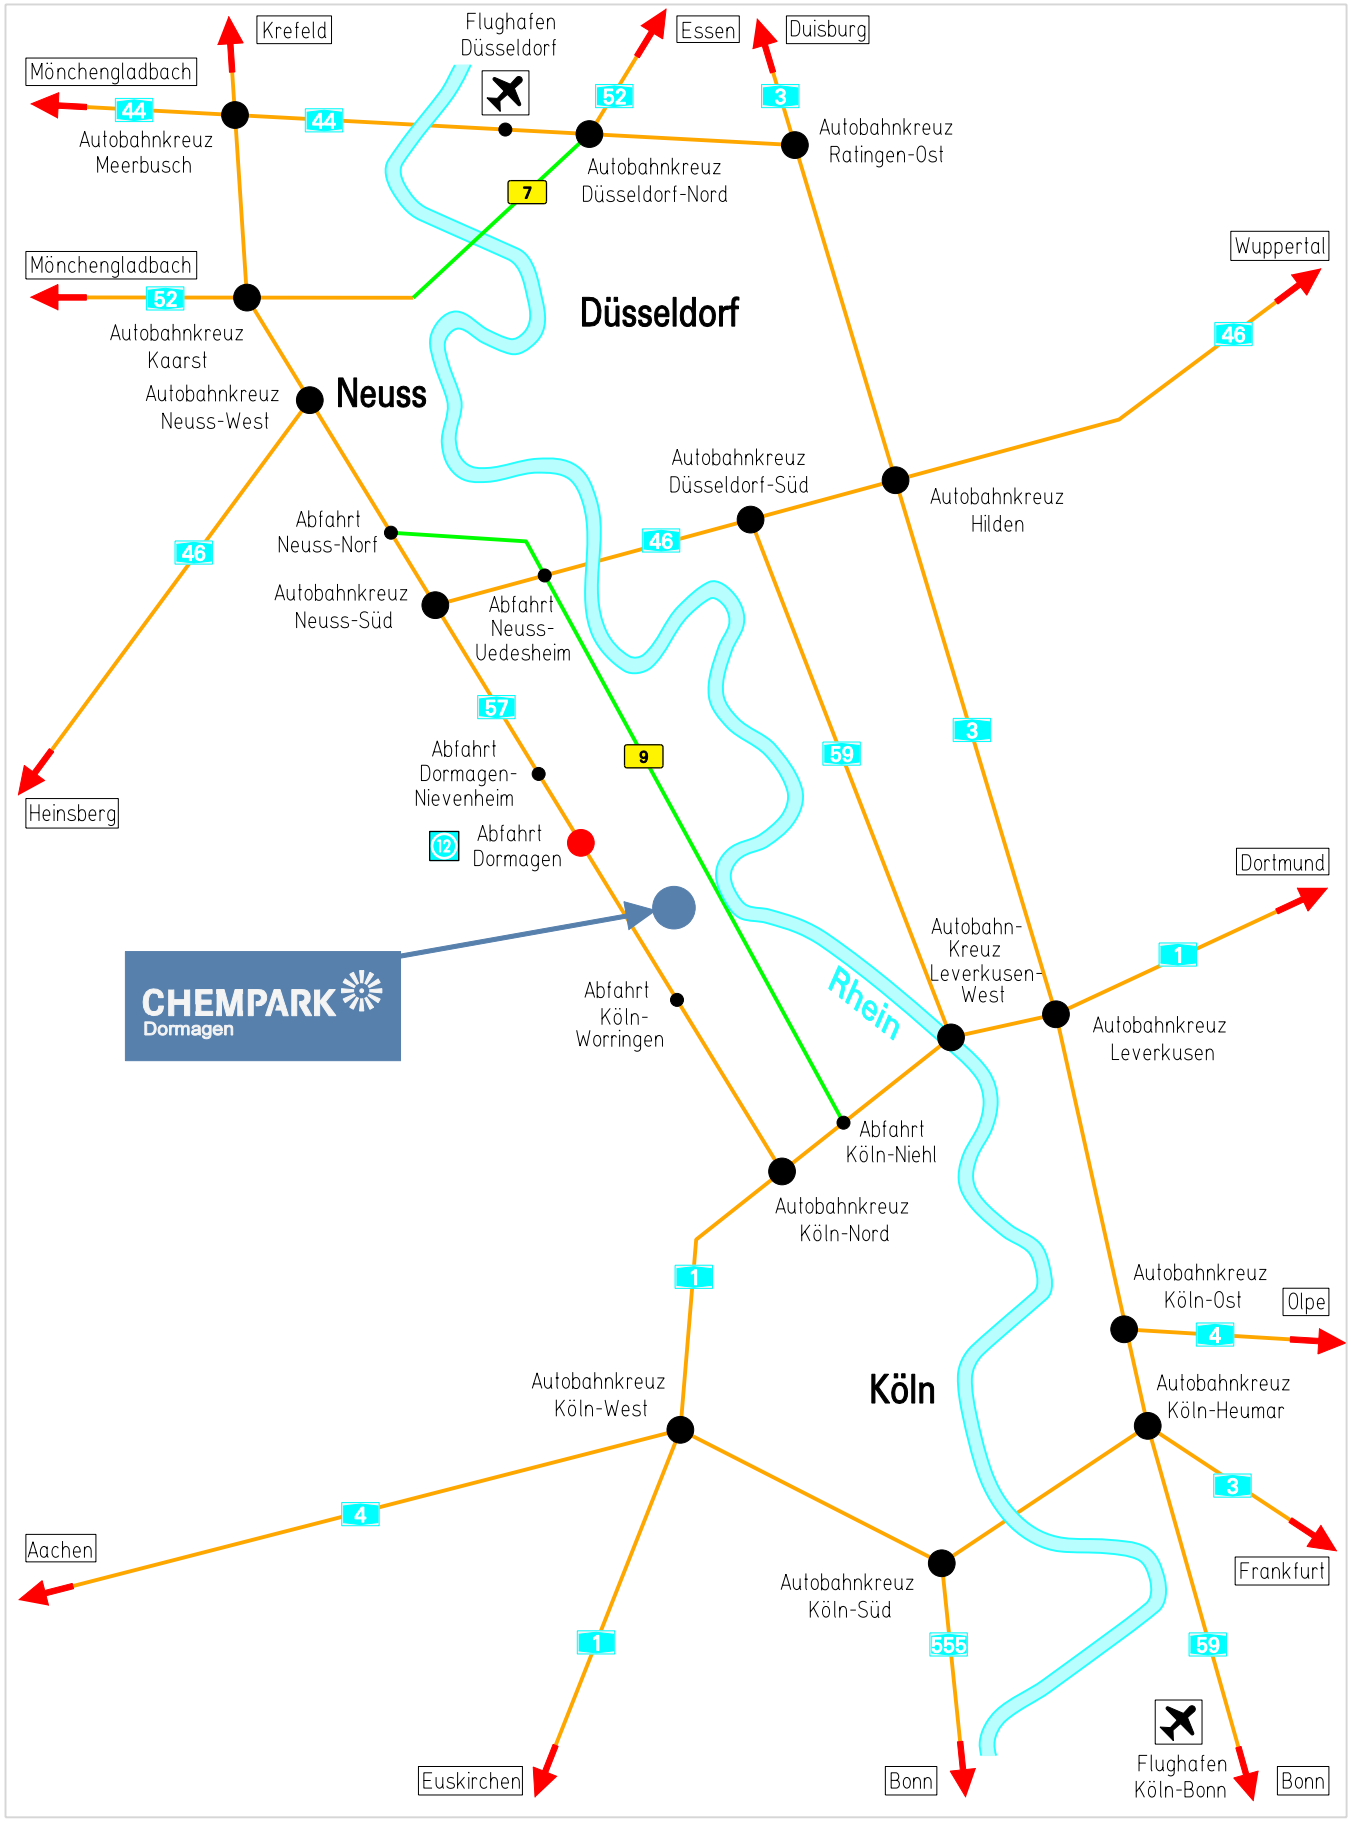 Krefeld
Flughafen
Düsseldorf
Essen
Duisburg
Mönchengladbach
44
44
52
3
Autobahnkreuz
Meerbusch
Autobahnkreuz
Ratingen-Ost
Autobahnkreuz
Düsseldorf-Nord
7
Mönchengladbach
52
Wuppertal
46
Düsseldorf
Autobahnkreuz
Kaarst
Neuss
Autobahnkreuz
Neuss-West
Autobahnkreuz
Düsseldorf-Süd
Autobahnkreuz
Hilden
Abfahrt
Neuss-Norf
46
46
Autobahnkreuz
Neuss-Süd
Abfahrt
Neuss-
Uedesheim
57
9
59
3
Abfahrt
Dormagen-
Nievenheim
Heinsberg
12
Abfahrt
Dormagen
Dortmund
1
Autobahn-
Kreuz
Leverkusen-
West
Rhein
CHEMPARK
Dormagen
Abfahrt
Köln-
Worringen
Autobahnkreuz
Leverkusen
Abfahrt
Köln-Niehl
Autobahnkreuz
Köln-Nord
1
Autobahnkreuz
Köln-Ost
Olpe
4
Autobahnkreuz
Köln-West
Köln
Autobahnkreuz
Köln-Heumar
4
3
Aachen
Frankfurt
Autobahnkreuz
Köln-Süd
1
555
59
Flughafen
Köln-Bonn
Euskirchen
Bonn
Bonn